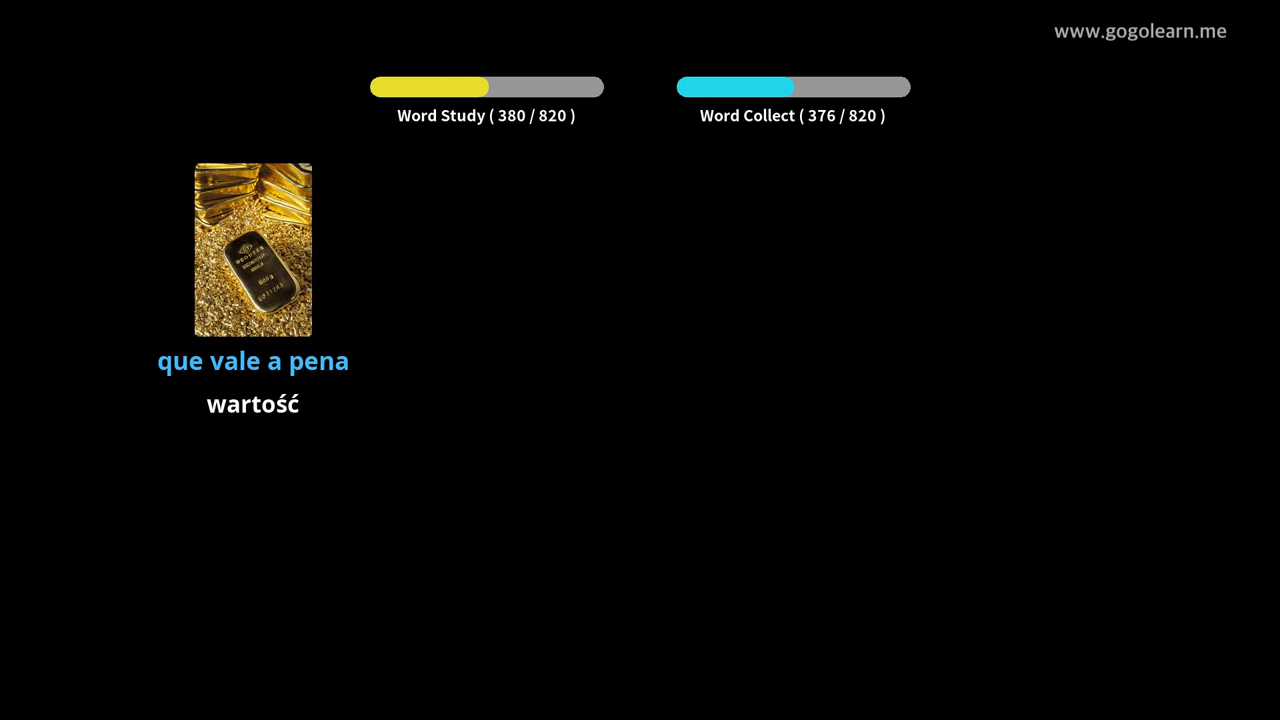 www.gogolearn.me
Word Study ( 380 / 820 )
Word Collect ( 376 / 820 )
que vale a pena
wartość